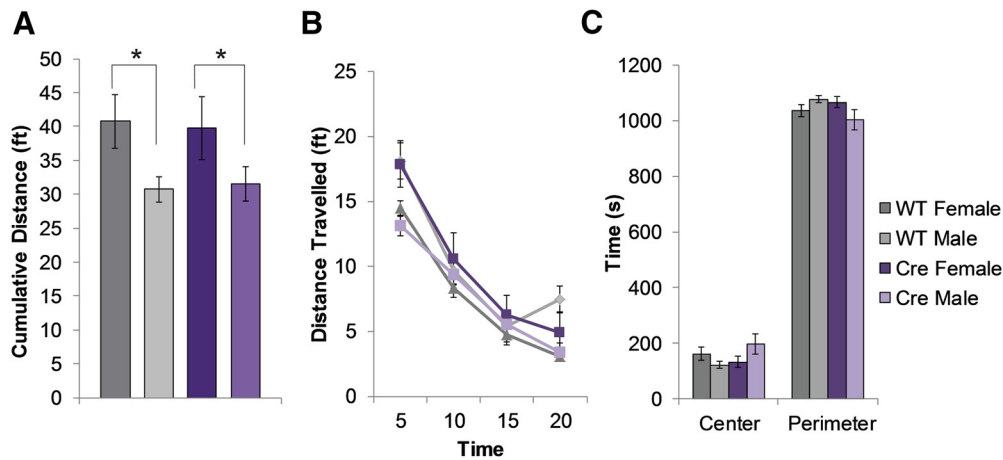 A
B
C
* *
Cumulative Distance (ft)
50
45
40
35
30
25
20
15
10
5
0
Distance Travelled (ft)
25
20
15
10
5
0
5 10 15 20
Time
Time (s)
1200
1000
800
600
400
200
0
Center Perimeter
WT Female
WT Male
Cre Female
Cre Male